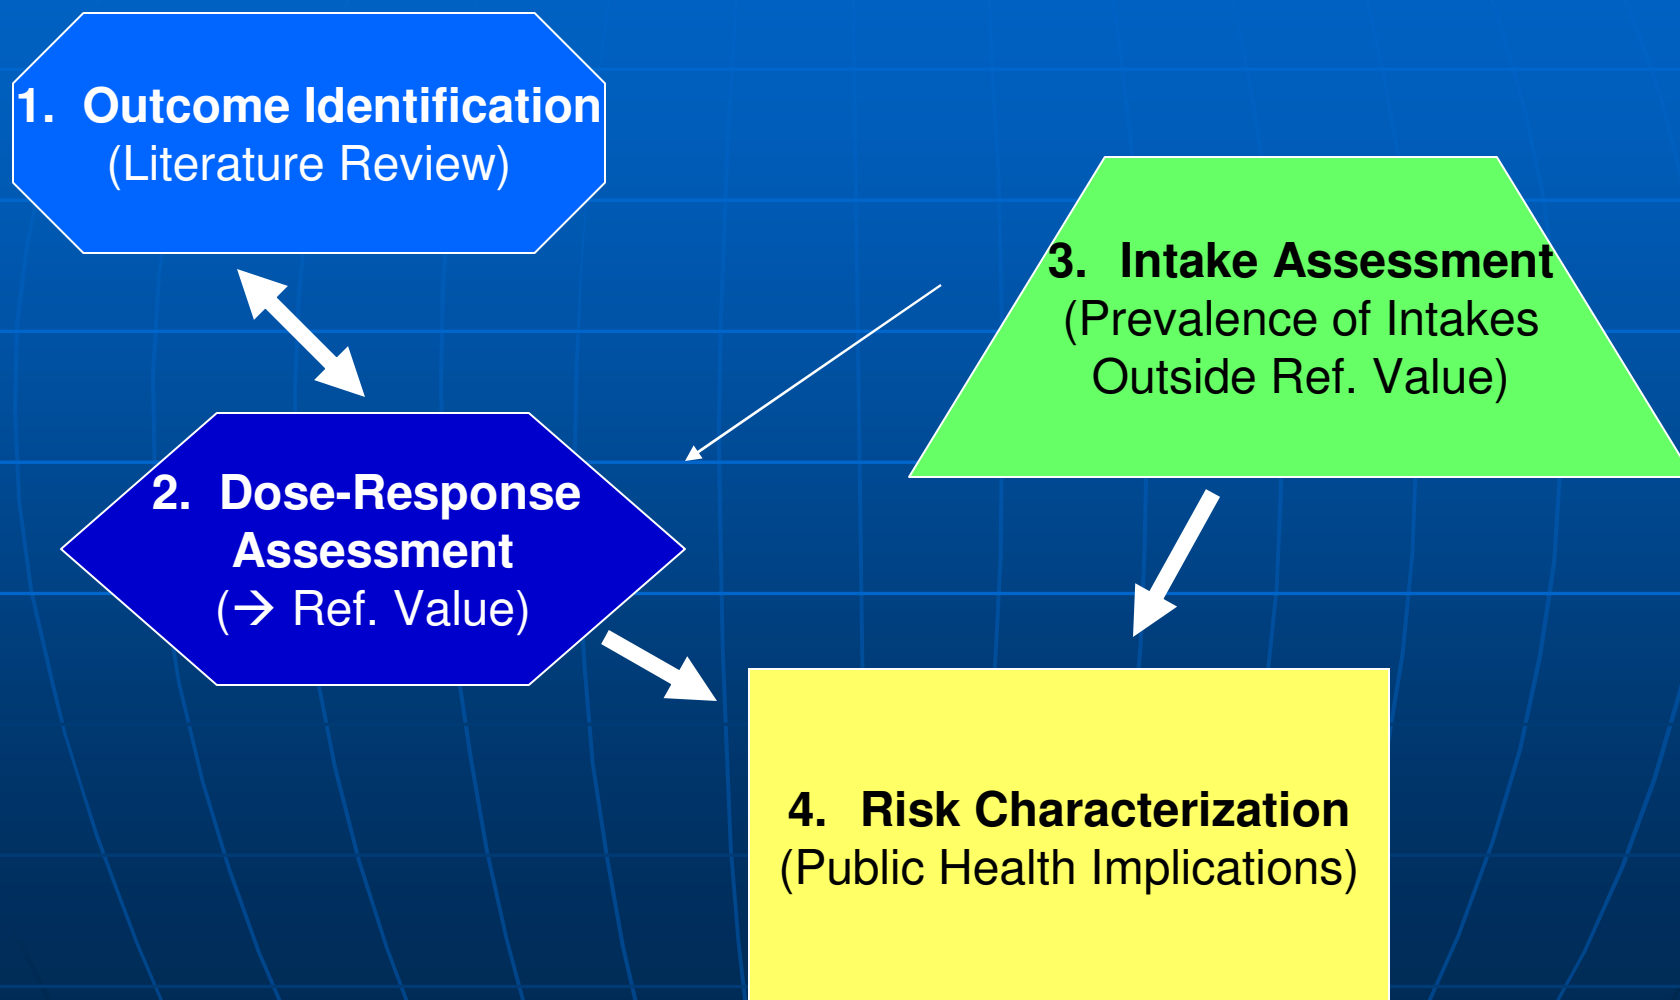 1. Outcome Identification
(Literature Review)
3. Intake Assessment
(Prevalence of Intakes
Outside Ref. Value)
2. Dose-Response
Assessment
(→ Ref. Value)
4. Risk Characterization
(Public Health Implications)